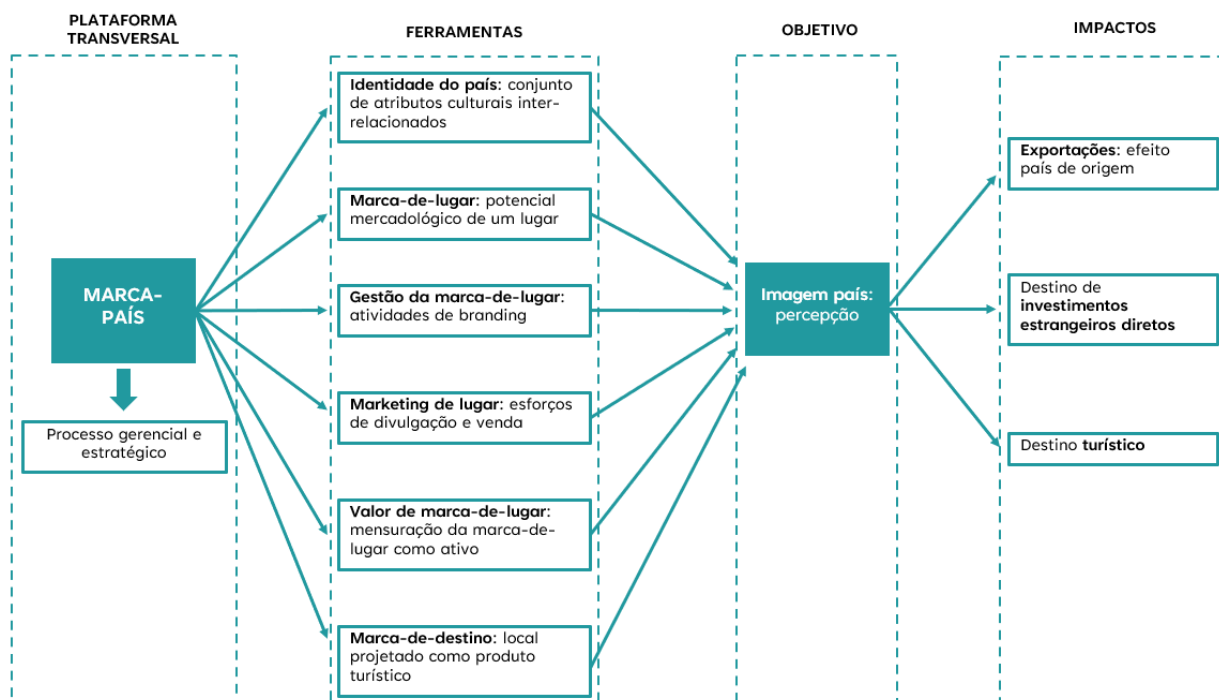 PLATAFORMA
TRANSVERSAL
MARCA-
PAÍS
Processo gerencial e
estratégico
FERRAMENTAS
Identidade do país: conjunto
de atributos culturais inter-
relacionados
Marca-de-lugar: potencial
mercadológico de um lugar
Gestão da marca-de-lugar:
atividades de branding
Marketing de lugar: esforços
de divulgação e venda
Valor de marca-de-lugar:
mensuração da marca-de-
lugar como ativo
Marca-de-destino: local
projetado como produto
turístico
OBJETIVO
Imagem país:
percepção
IMPACTOS
Exportações: efeito
país de origem
Destino de
investimentos
estrangeiros diretos
Destino turístico